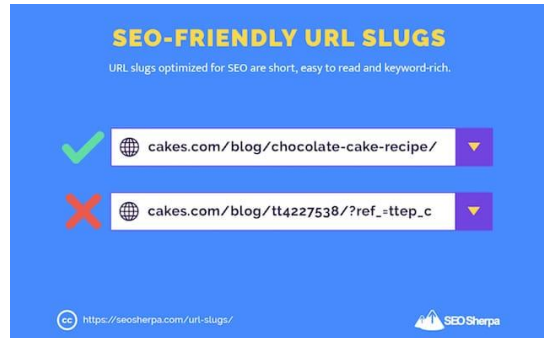 SEO-FRIENDLY URL SLUGS
URL slugs optimized for SEO are short, easy to read and keyword-rich.
cakes.com/blog/chocolate-cake-recipe/
cakes.com/blog/tt4227538/?ref_=ttep_c
cc https://seosherpa.com/url-slugs/
SEO Sherpa